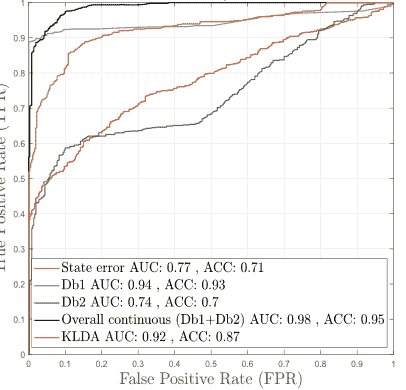 True Positive Rate (TPR)
1
0.9
0.8
0.7
0.6
0.5
0.4
0.3
0.2
0.1
0
State error AUC: 0.77 , ACC: 0.71
Db1 AUC: 0.94 , ACC: 0.93
Db2 AUC: 0.74 , ACC: 0.7
Overall continuous (Db1+Db2) AUC: 0.98 , ACC: 0.95
KLDA AUC: 0.92 , ACC: 0.87
0 0.1 0.2 0.3 0.4 0.5 0.6 0.7 0.8 0.9 1
False Positive Rate (FPR)